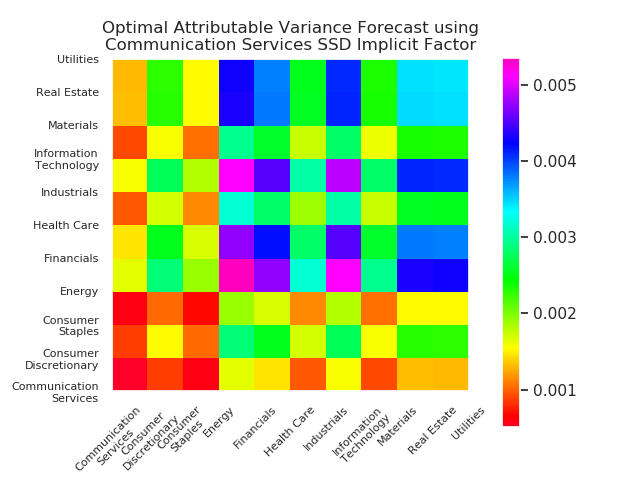 Optimal Attributable Variance Forecast using
Communication Services SSD Implicit Factor
Utilities
Real Estate
Materials
Information
Technology
Industrials
Health Care
Financials
Energy
Consumer
Staples
Consumer
Discretionary
Communication
Services
0.005
0.004
0.003
0.002
0.001
Communication
Services
Consumer
Discretionary
Consumer
Staples
Energy
Financials
Health Care
Industrials
Information
Technology
Materials
Real Estate
Utilities